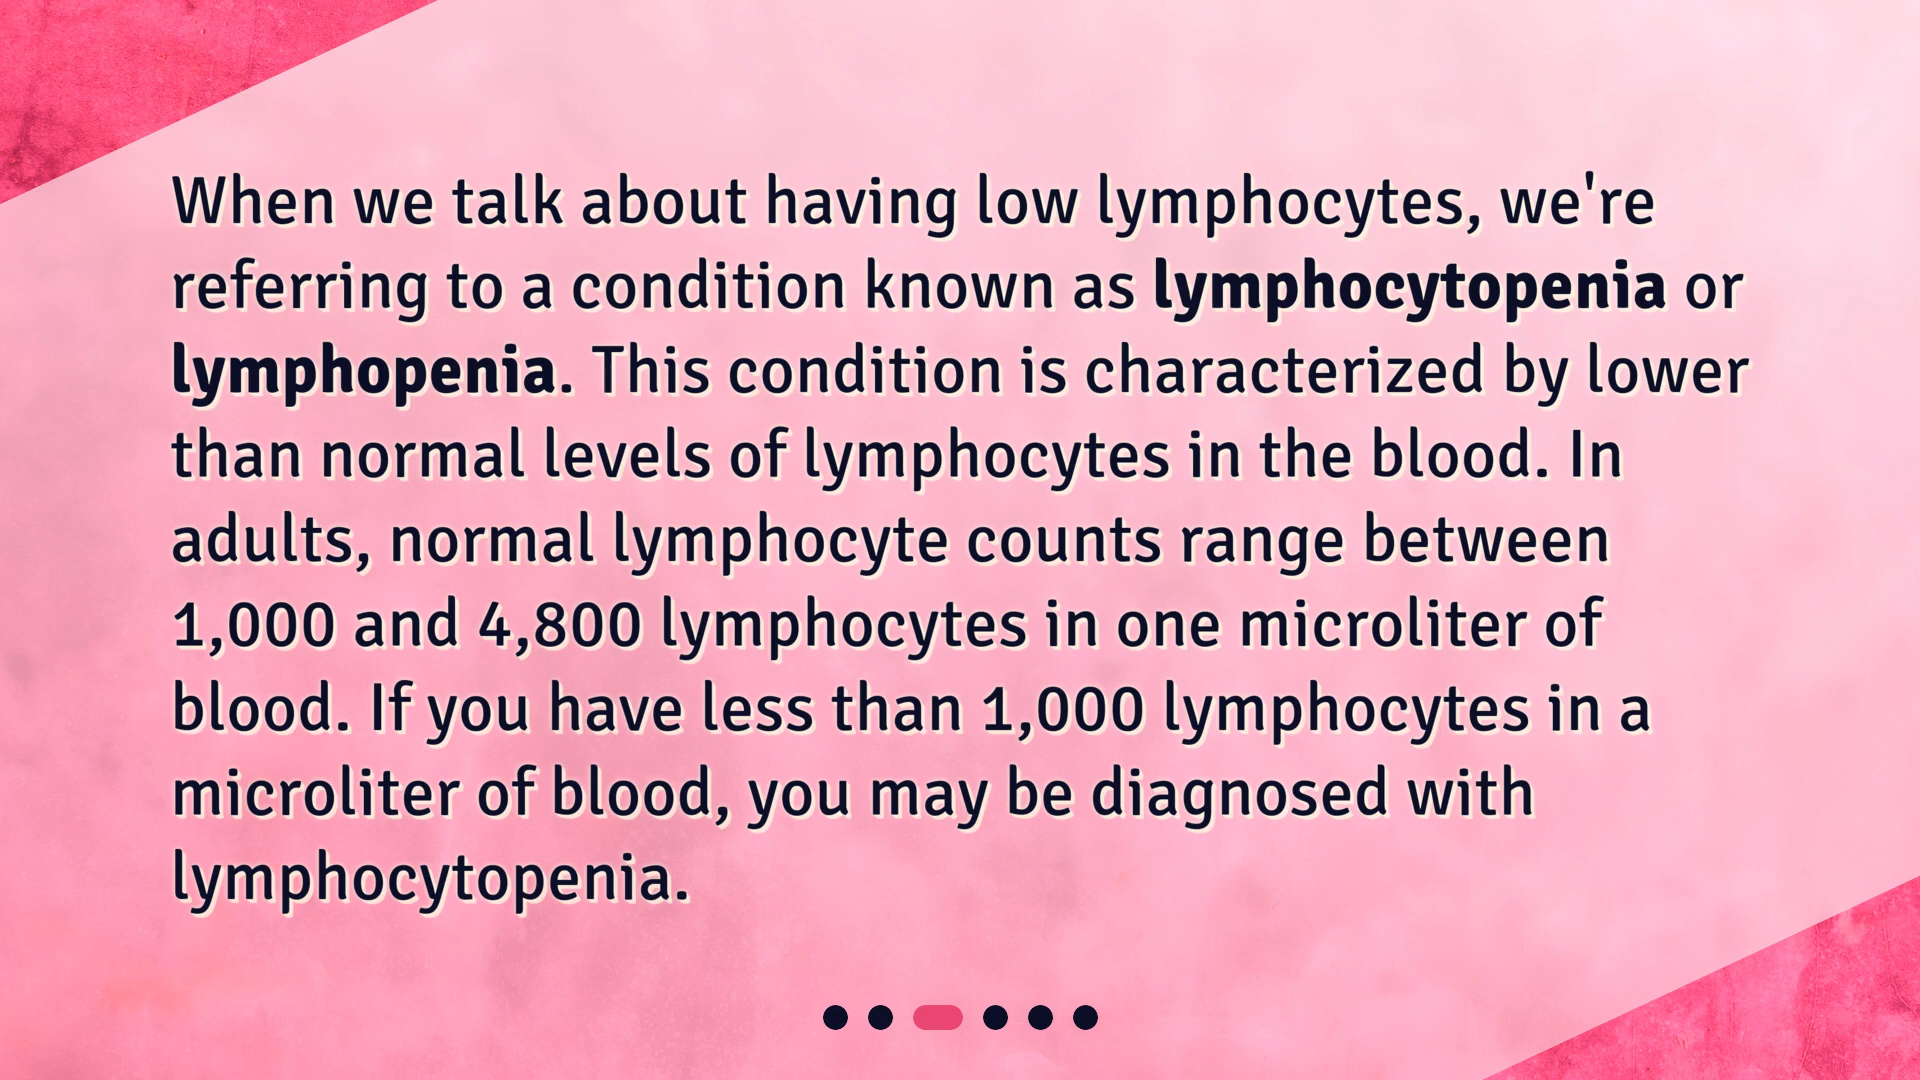 When we talk about having low lymphocytes, we're
referring to a condition known as lymphocytopenia or
lymphopenia. This condition is characterized by lower
than normal levels of lymphocytes in the blood. In
adults, normal lymphocyte counts range between
1,000 and 4,800 lymphocytes in one microliter of
blood. If you have less than 1,000 lymphocytes in a
microliter of blood, you may be diagnosed with
lymphocytopenia.